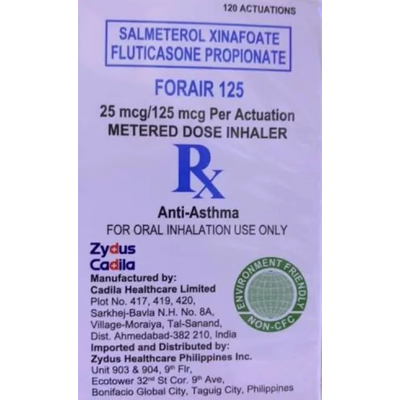 120 ACTUATIONS
SALMETEROL XINAFOATE
FLUTICASONE PROPIONATE
FORAIR 125
25 mcg/125 mcg Per Actuation
METERED DOSE INHALER
Rx
Anti-Asthma
FOR ORAL INHALATION USE ONLY
Zydus
Cadila
Manufactured by:
Cadila Healthcare Limited
Plot No. 417, 419, 420,
Sarkhej-Bavla N.H. No. 8A,
Village-Moraiya, Tal-Sanand,
Dist. Ahmedabad-382 210, India
ENVIRONMENT FRIENDLY
NON-CFC
Imported and Distributed by:
Zydus Healthcare Philippines Inc.
Unit 903 & 904, 9th Flr,
Ecotower 32nd St Cor. 9th Ave,
Bonifacio Global City, Taguig City, Philippines